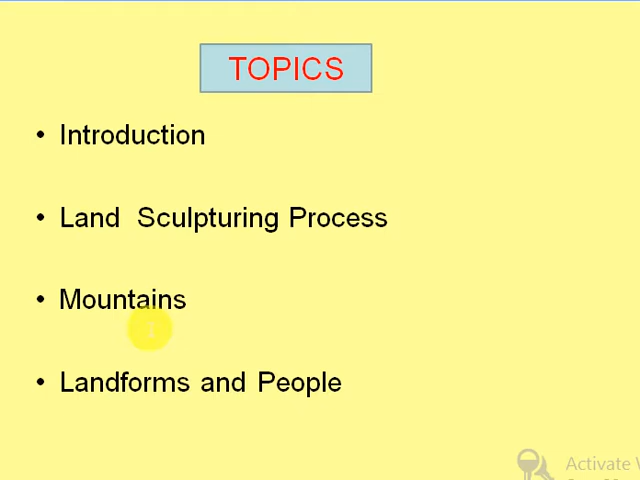 TOPICS
• Introduction
• Land Sculpturing Process
• Mountains
• Landforms and People
Activate